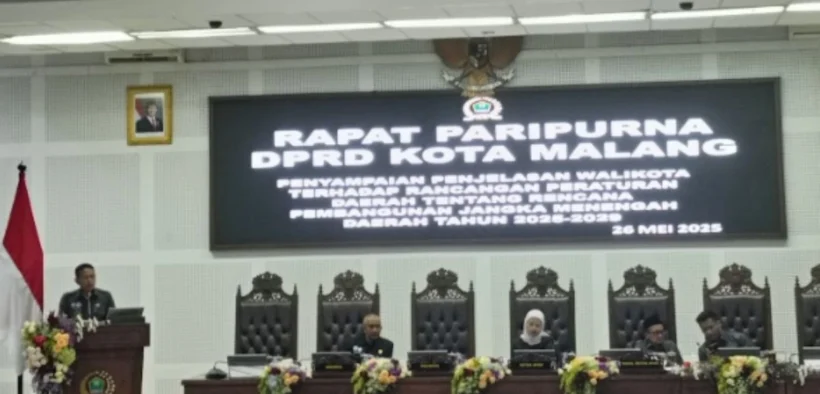 RAPAT PARIPURNA
DPRD KOTA MALANG
PENYAMPAIAN PENJELASAN WALIKOTA
TERHADAP RANCANGAN PERATURAN
DAERAH TENTANG RENCANA
PEMBANGUNAN JANGKA MENENGAH
DAERAH TAHUN 2025-2029
26 MEI 2025